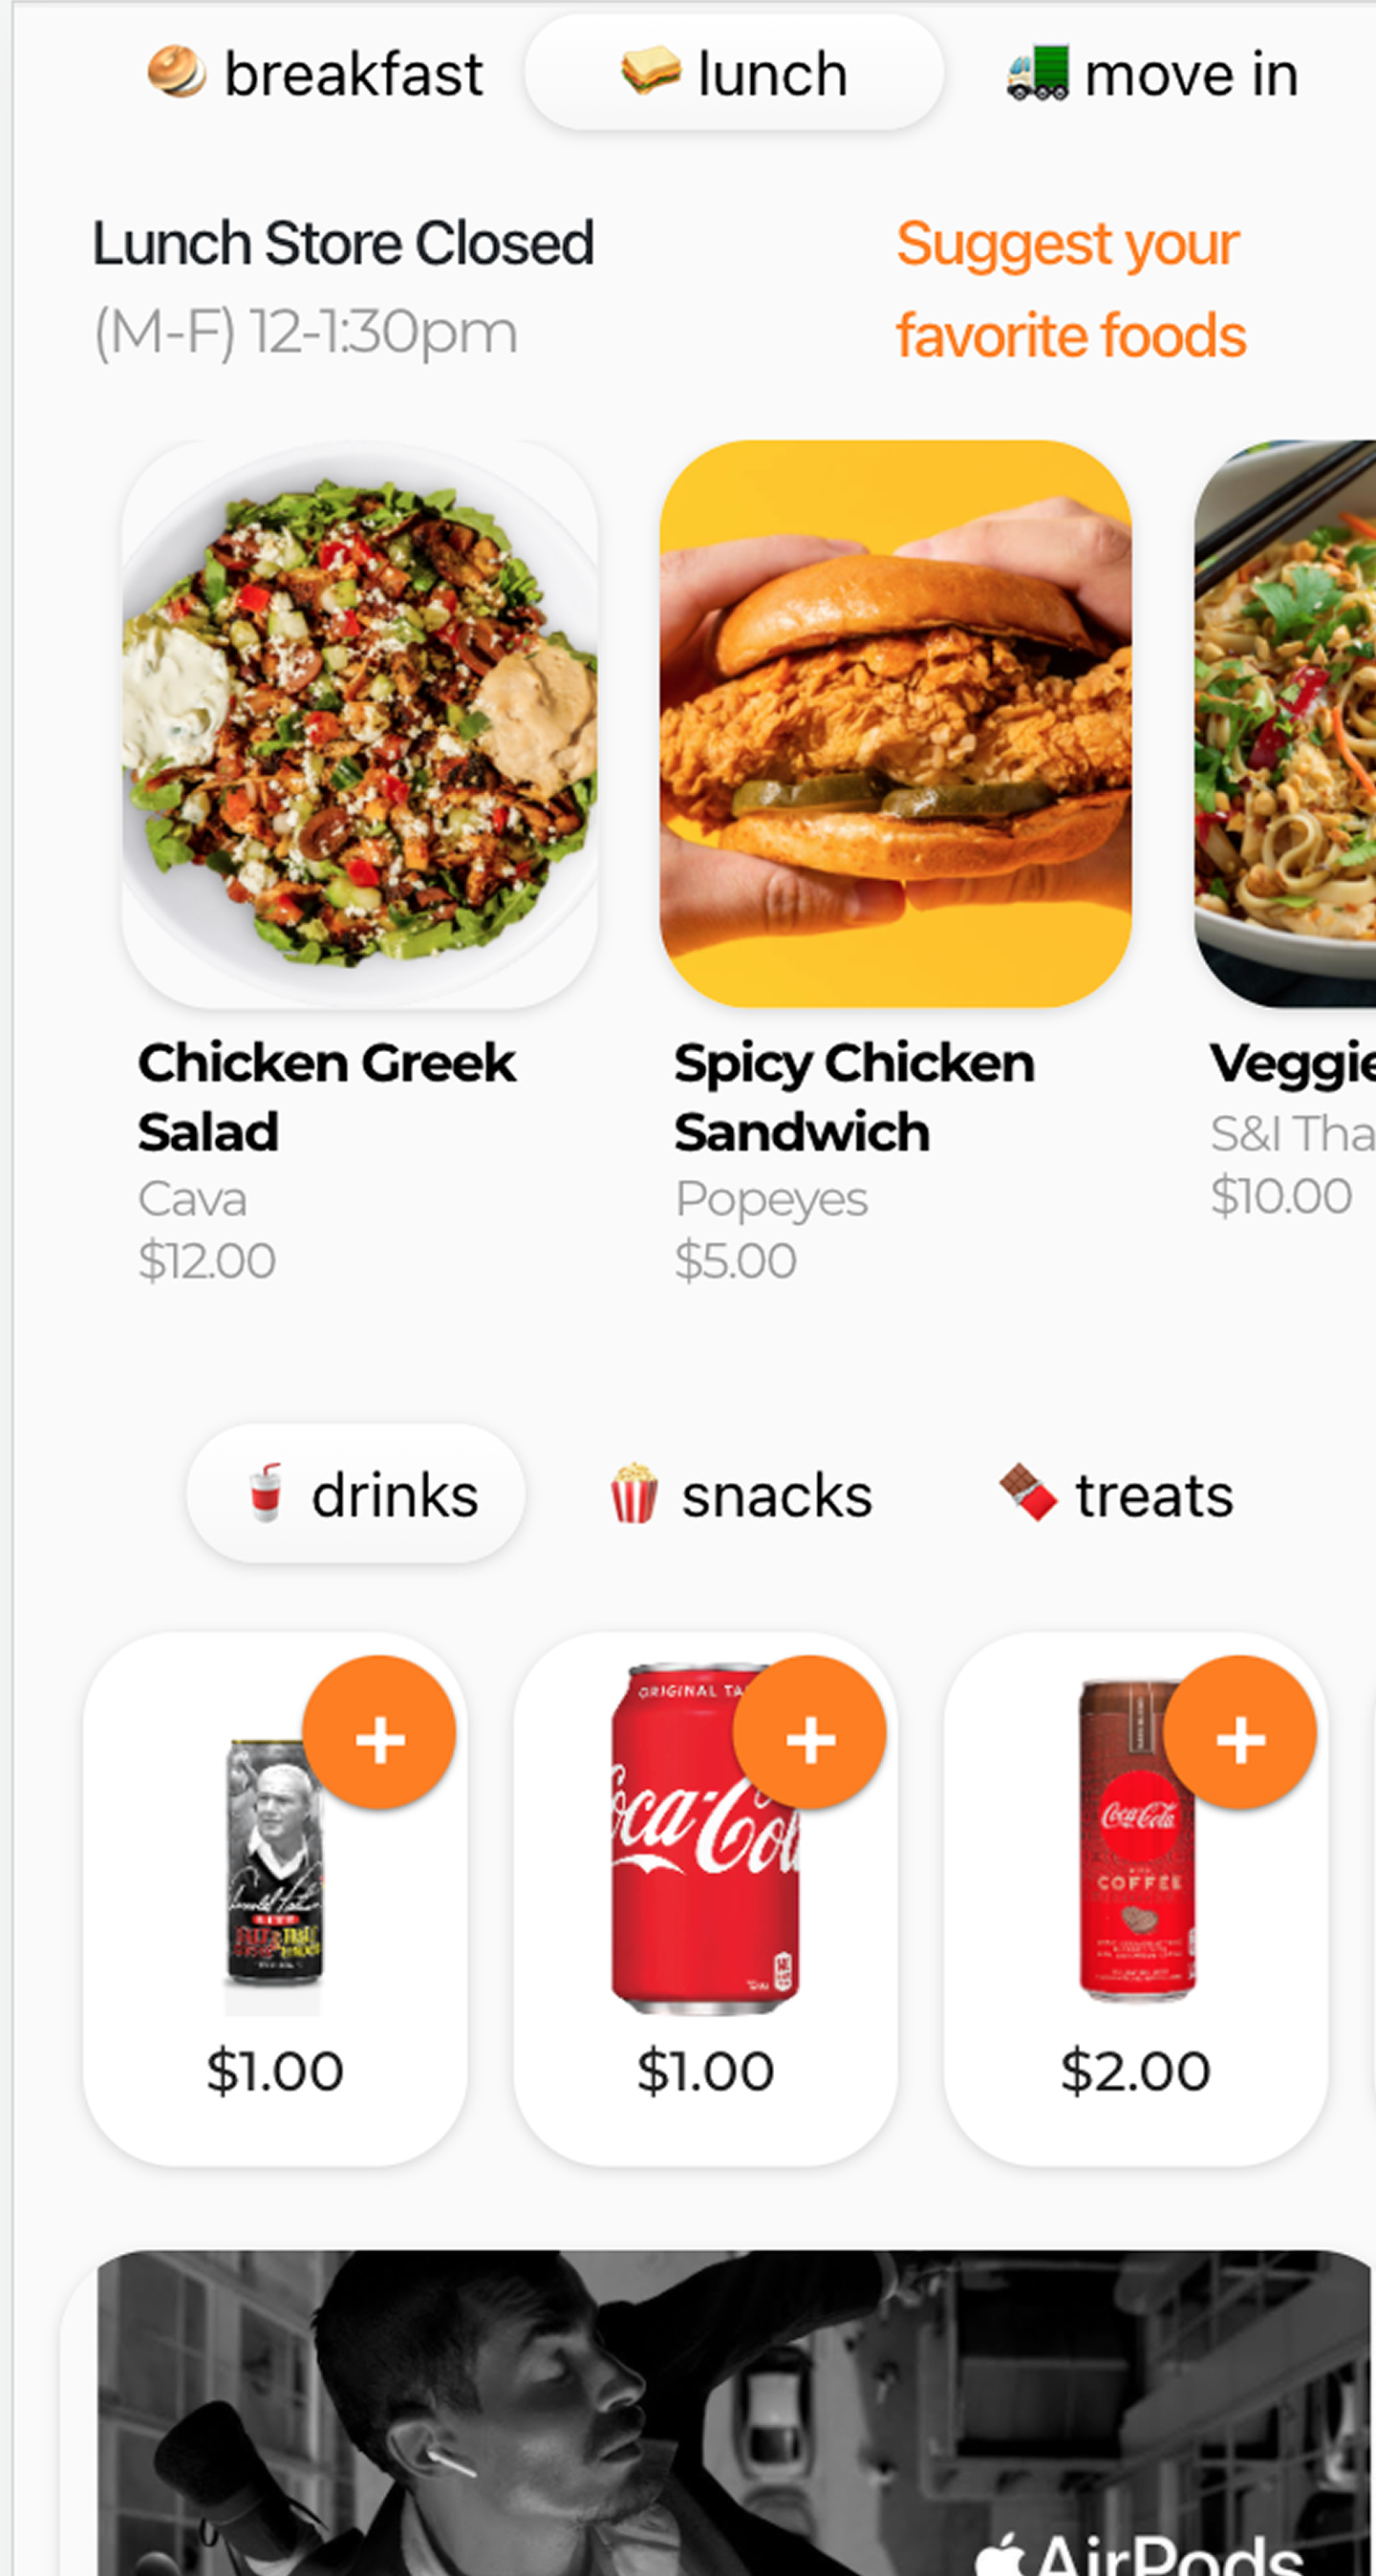 breakfast
lunch
move in
Lunch Store Closed
(M-F) 12-1:30pm
Suggest your
favorite foods
Chicken Greek
Salad
Cava
$12.00
Spicy Chicken
Sandwich
Popeyes
$5.00
Veggie
S&I Tha
$10.00
drinks
snacks
treats
+
+
+
ORIGINAL TA
Coca-Cola
Coca-Cola
WITH
COFFEE
$1.00
$1.00
$2.00
AirPods